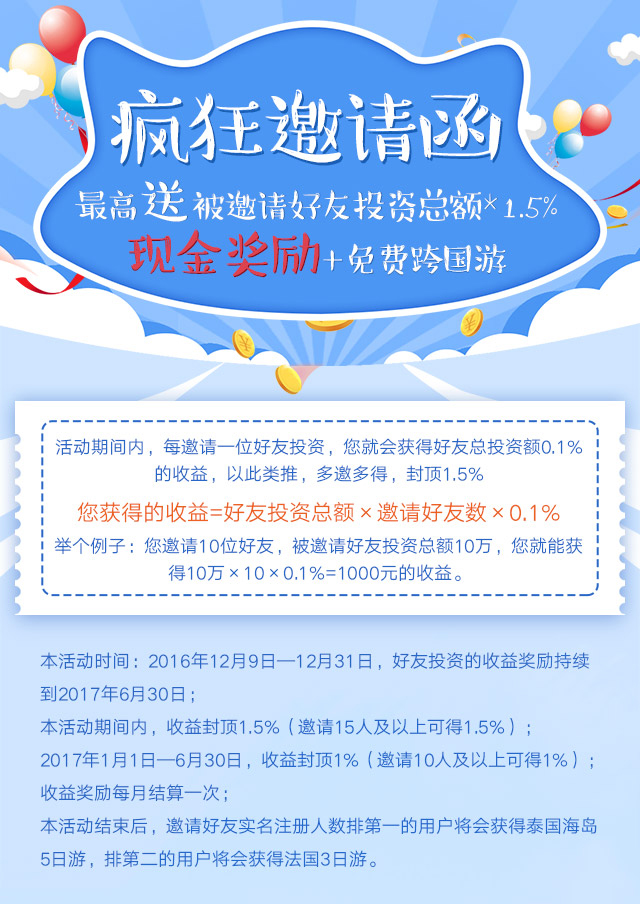 疯狂邀请函
最高送被邀请好友投资总额*1.5%
现金奖励+免费跨国游
活动期间内，每邀请一位好友投资，您就会获得好友总投资额0.1%
的收益，以此类推，多邀多得，封顶1.5%
您获得的收益=好友投资总额×邀请好友数×0.1%
举个例子：您邀请10位好友，被邀请好友投资总额10万，您就能获
得10万×10×0.1%=1000元的收益。
本活动时间：2016年12月9日—12月31日，好友投资的收益奖励持续
到2017年6月30日；
本活动期间内，收益封顶1.5%（邀请15人及以上可得1.5%）；
2017年1月1日—6月30日，收益封顶1%（邀请10人及以上可得1%）；
收益奖励每月结算一次；
本活动结束后，邀请好友实名注册人数排第一的用户将会获得泰国海岛
5日游，排第二的用户将会获得法国3日游。